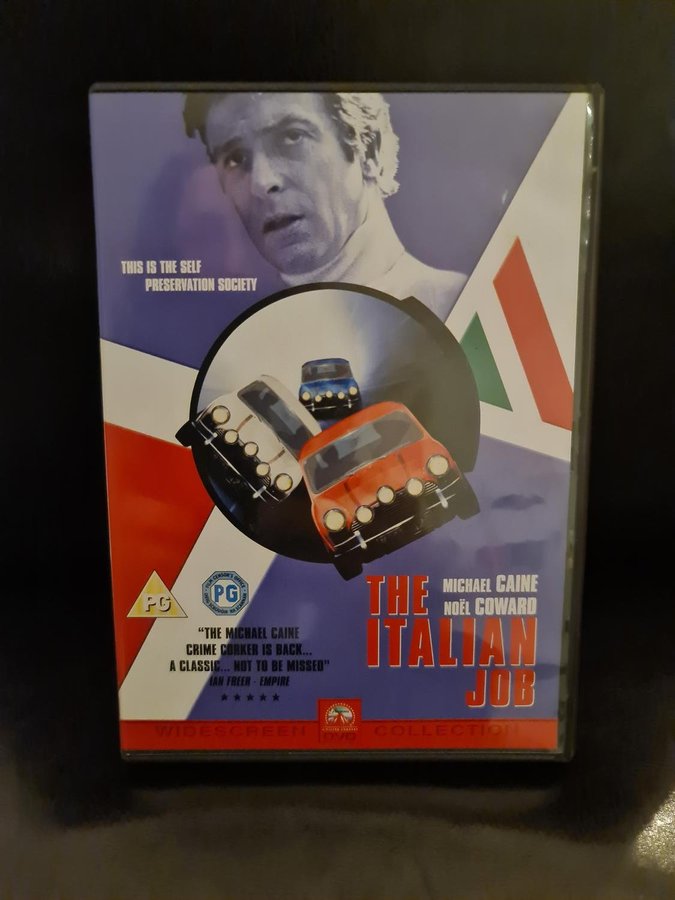 THIS IS THE SELF
PRESERVATION SOCIETY
PG
PG
THE
ITALIAN
JOB
MICHAEL CAINE
NOËL COWARD
“THE MICHAEL CAINE
CRIME CORKER IS BACK...
A CLASSIC... NOT TO BE MISSED”
IAN FREER - EMPIRE
★★★★★
WIDESCREEN DVD COLLECTION